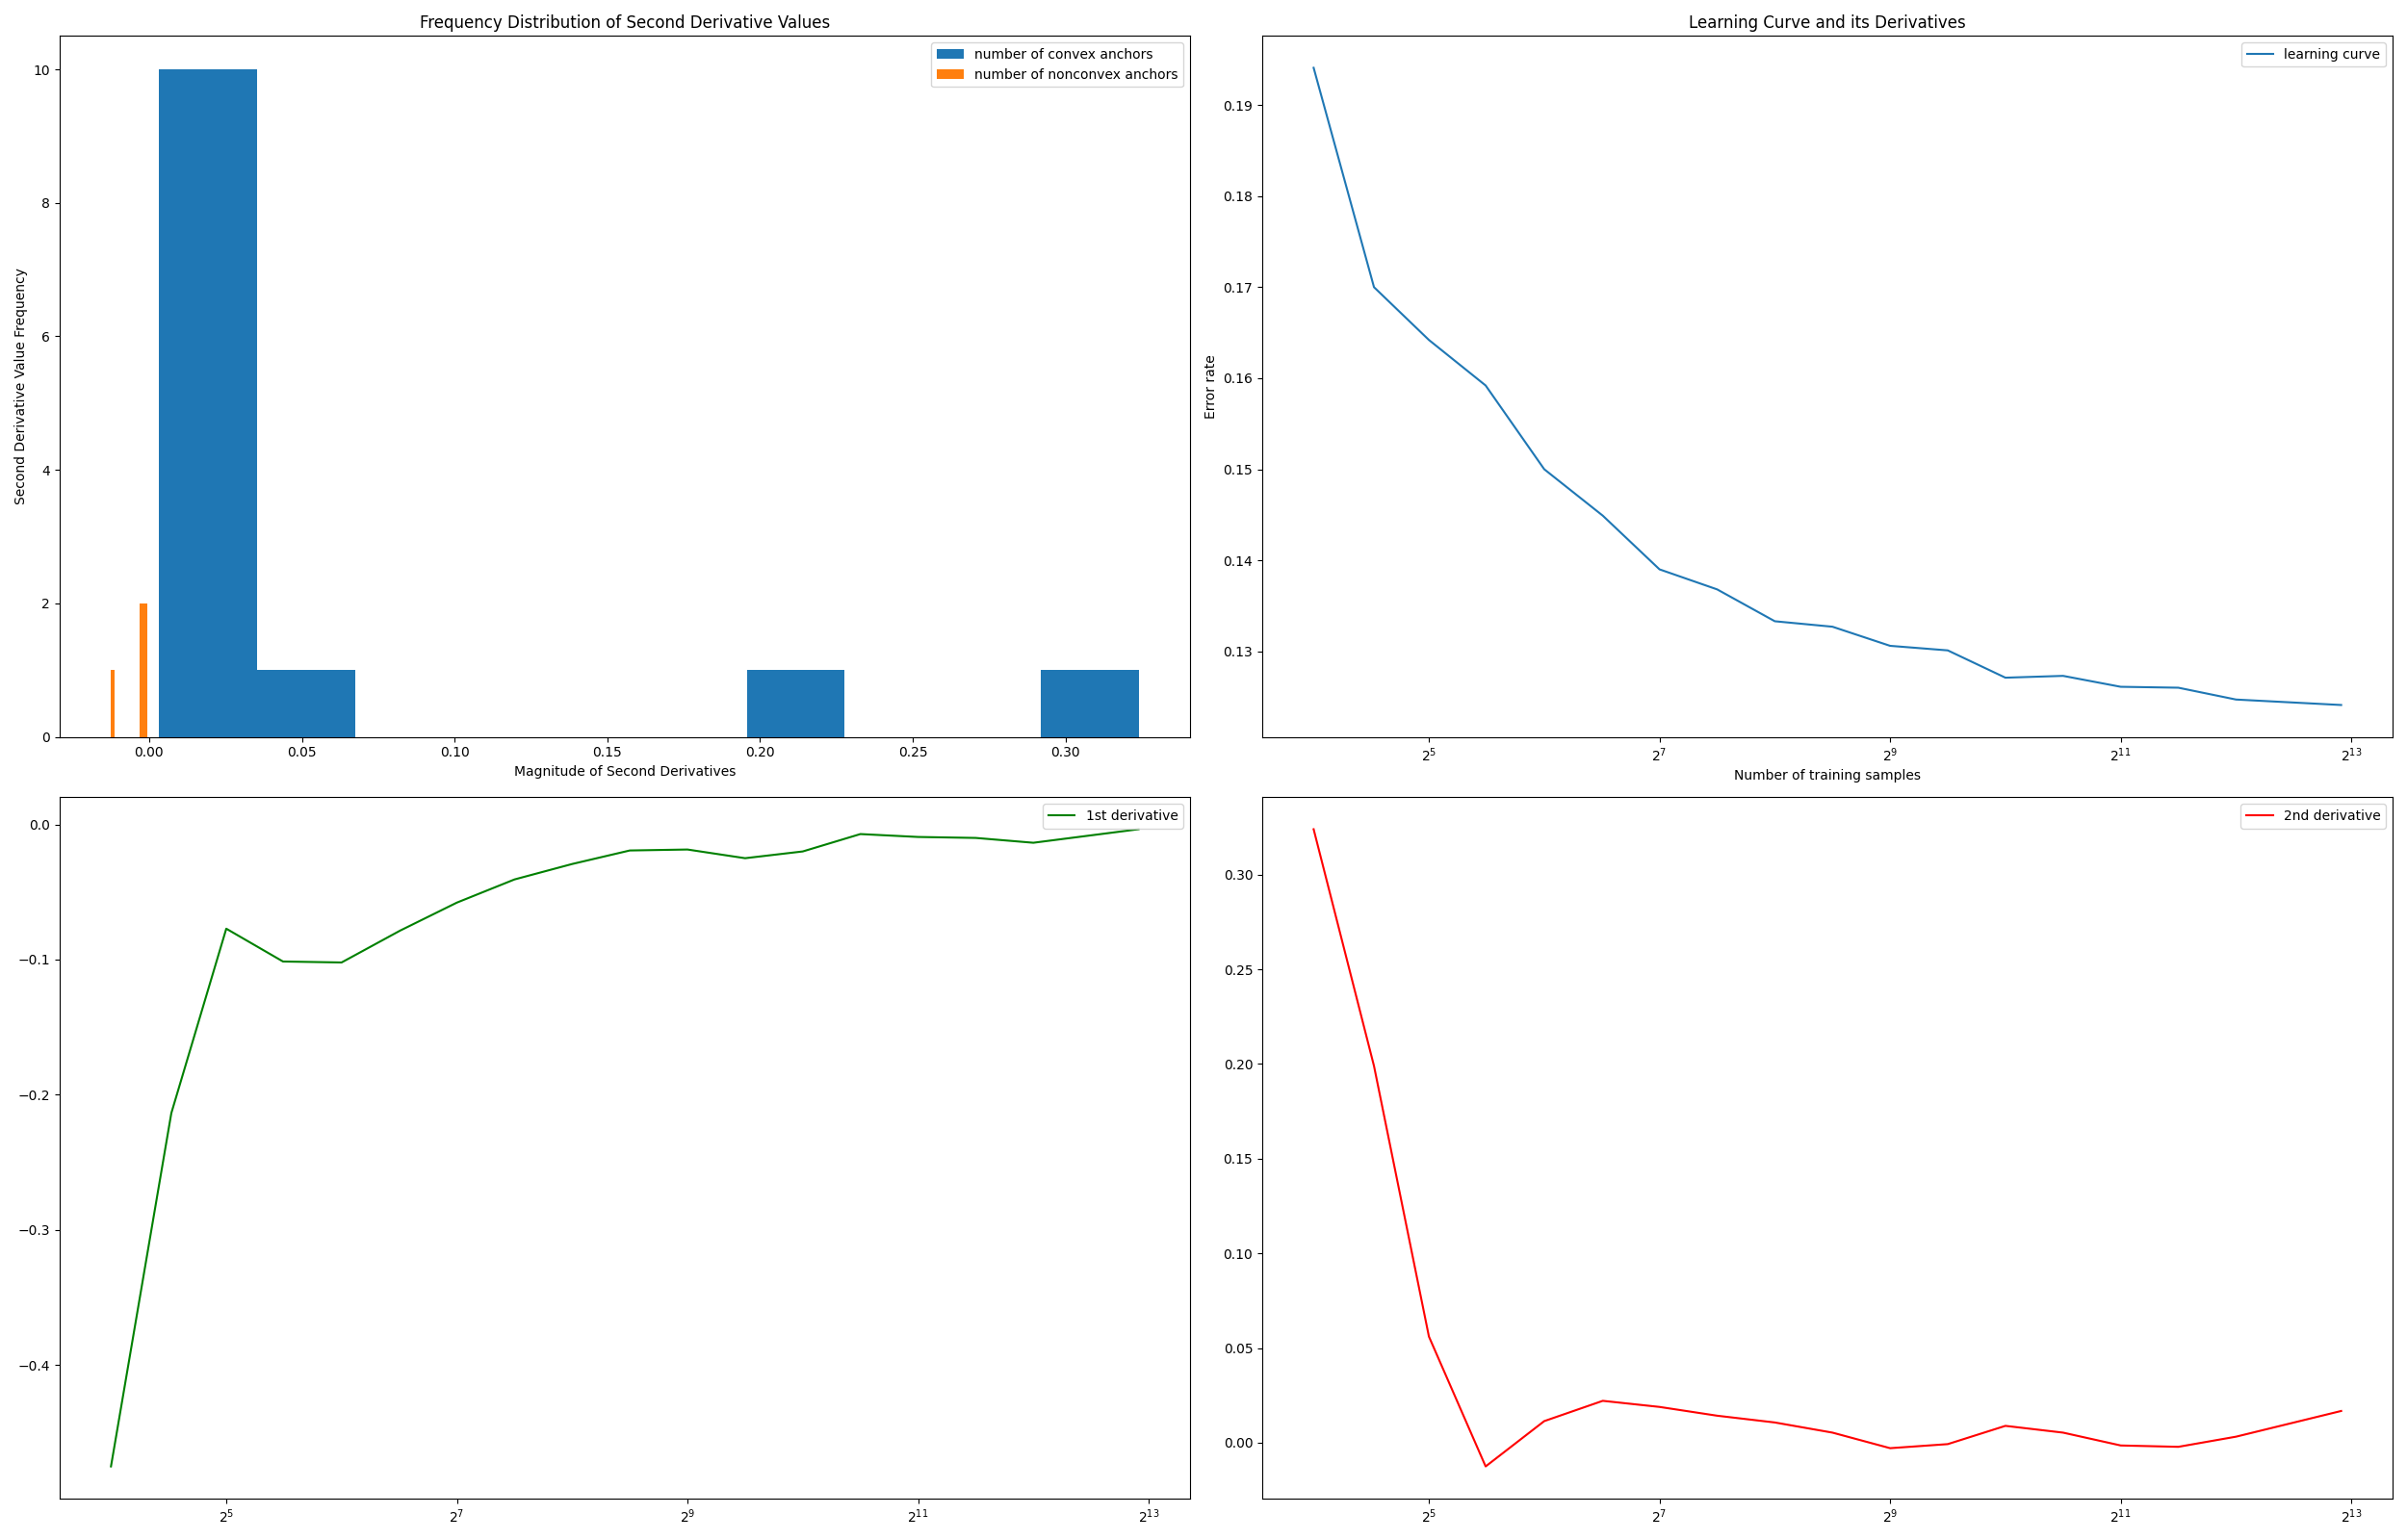 Frequency Distribution of Second Derivative Values
number of convex anchors
number of nonconvex anchors
Second Derivative Value Frequency
10
8
6
4
2
0
0.00 0.05 0.10 0.15 0.20 0.25 0.30
Magnitude of Second Derivatives
Learning Curve and its Derivatives
learning curve
Error rate
0.19
0.18
0.17
0.16
0.15
0.14
0.13
2^5 2^7 2^9 2^11 2^13
Number of training samples
1st derivative
0.0
−0.1
−0.2
−0.3
−0.4
2^5 2^7 2^9 2^11 2^13
2nd derivative
0.30
0.25
0.20
0.15
0.10
0.05
0.00
2^5 2^7 2^9 2^11 2^13